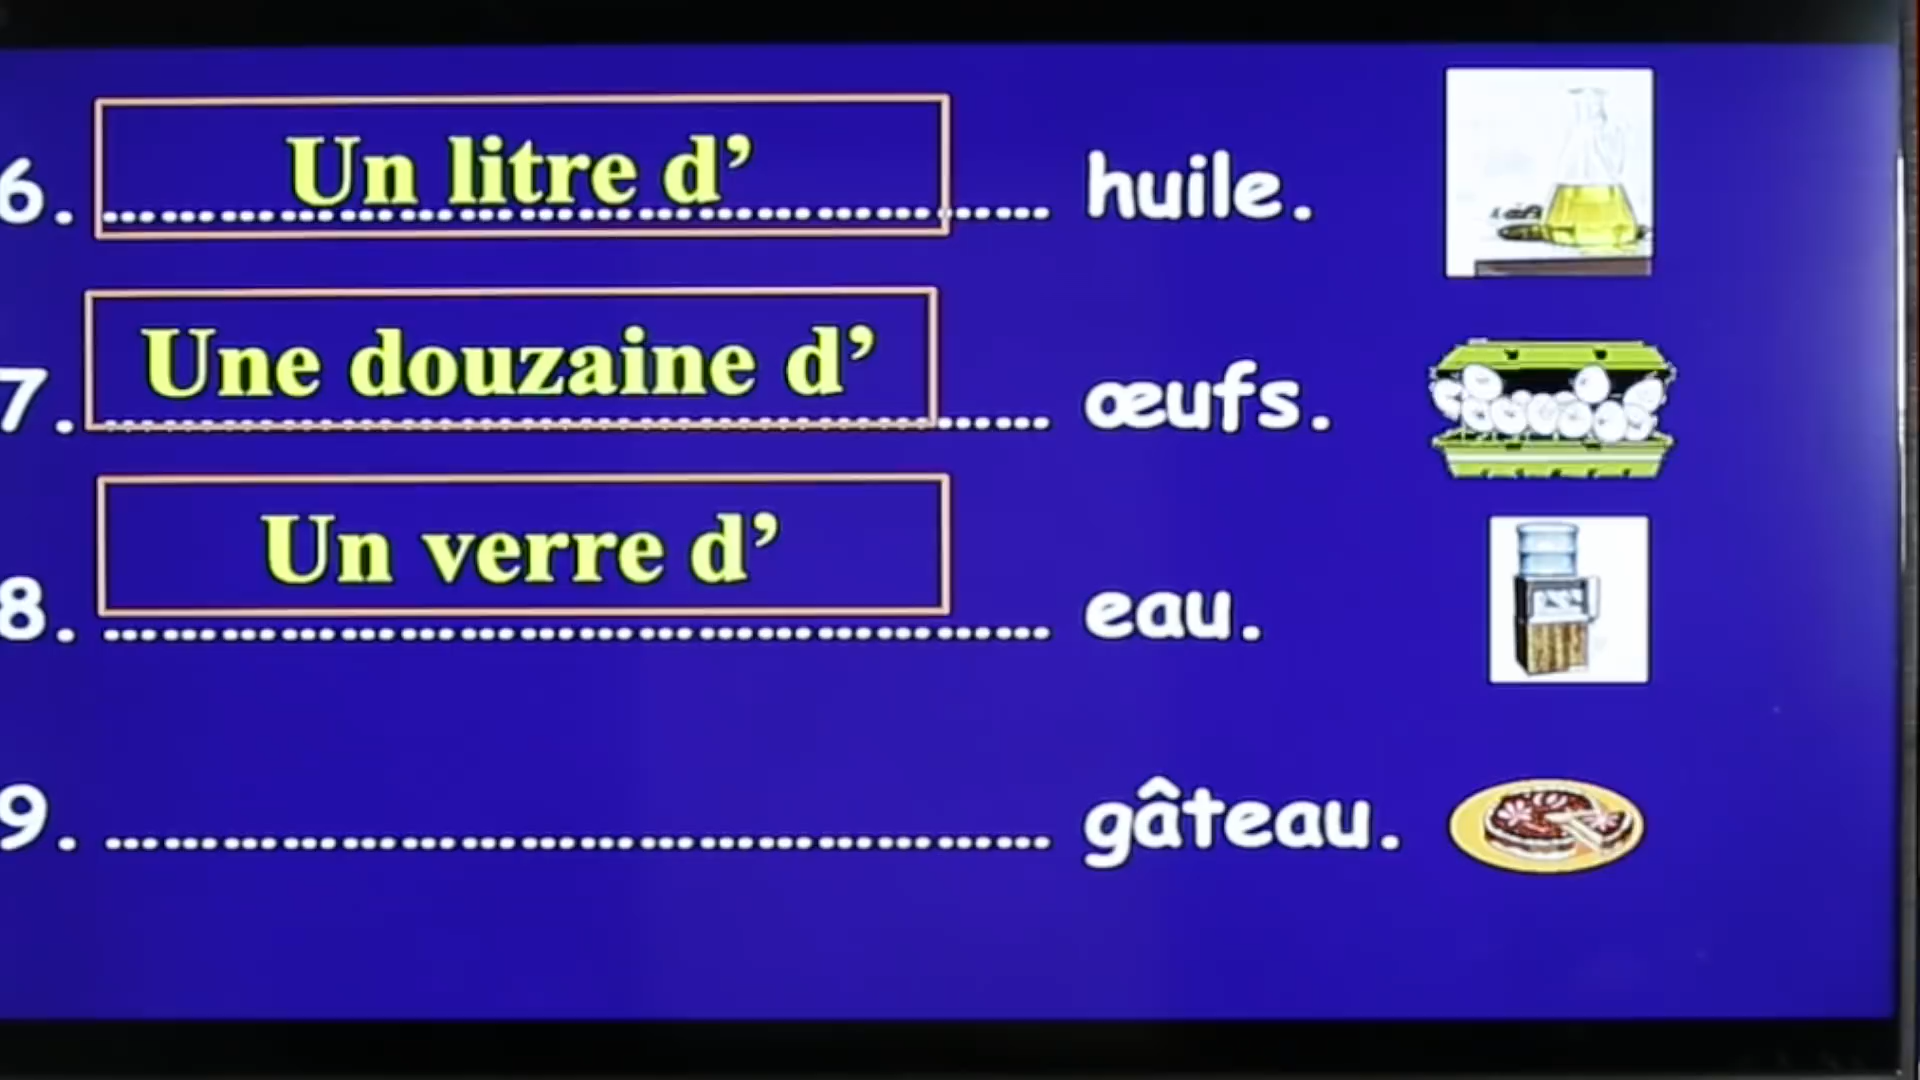 6. Un litre d’ .......... huile.
7. Une douzaine d’ .......... œufs.
8. Un verre d’ .......... eau.
9. .......... gâteau.